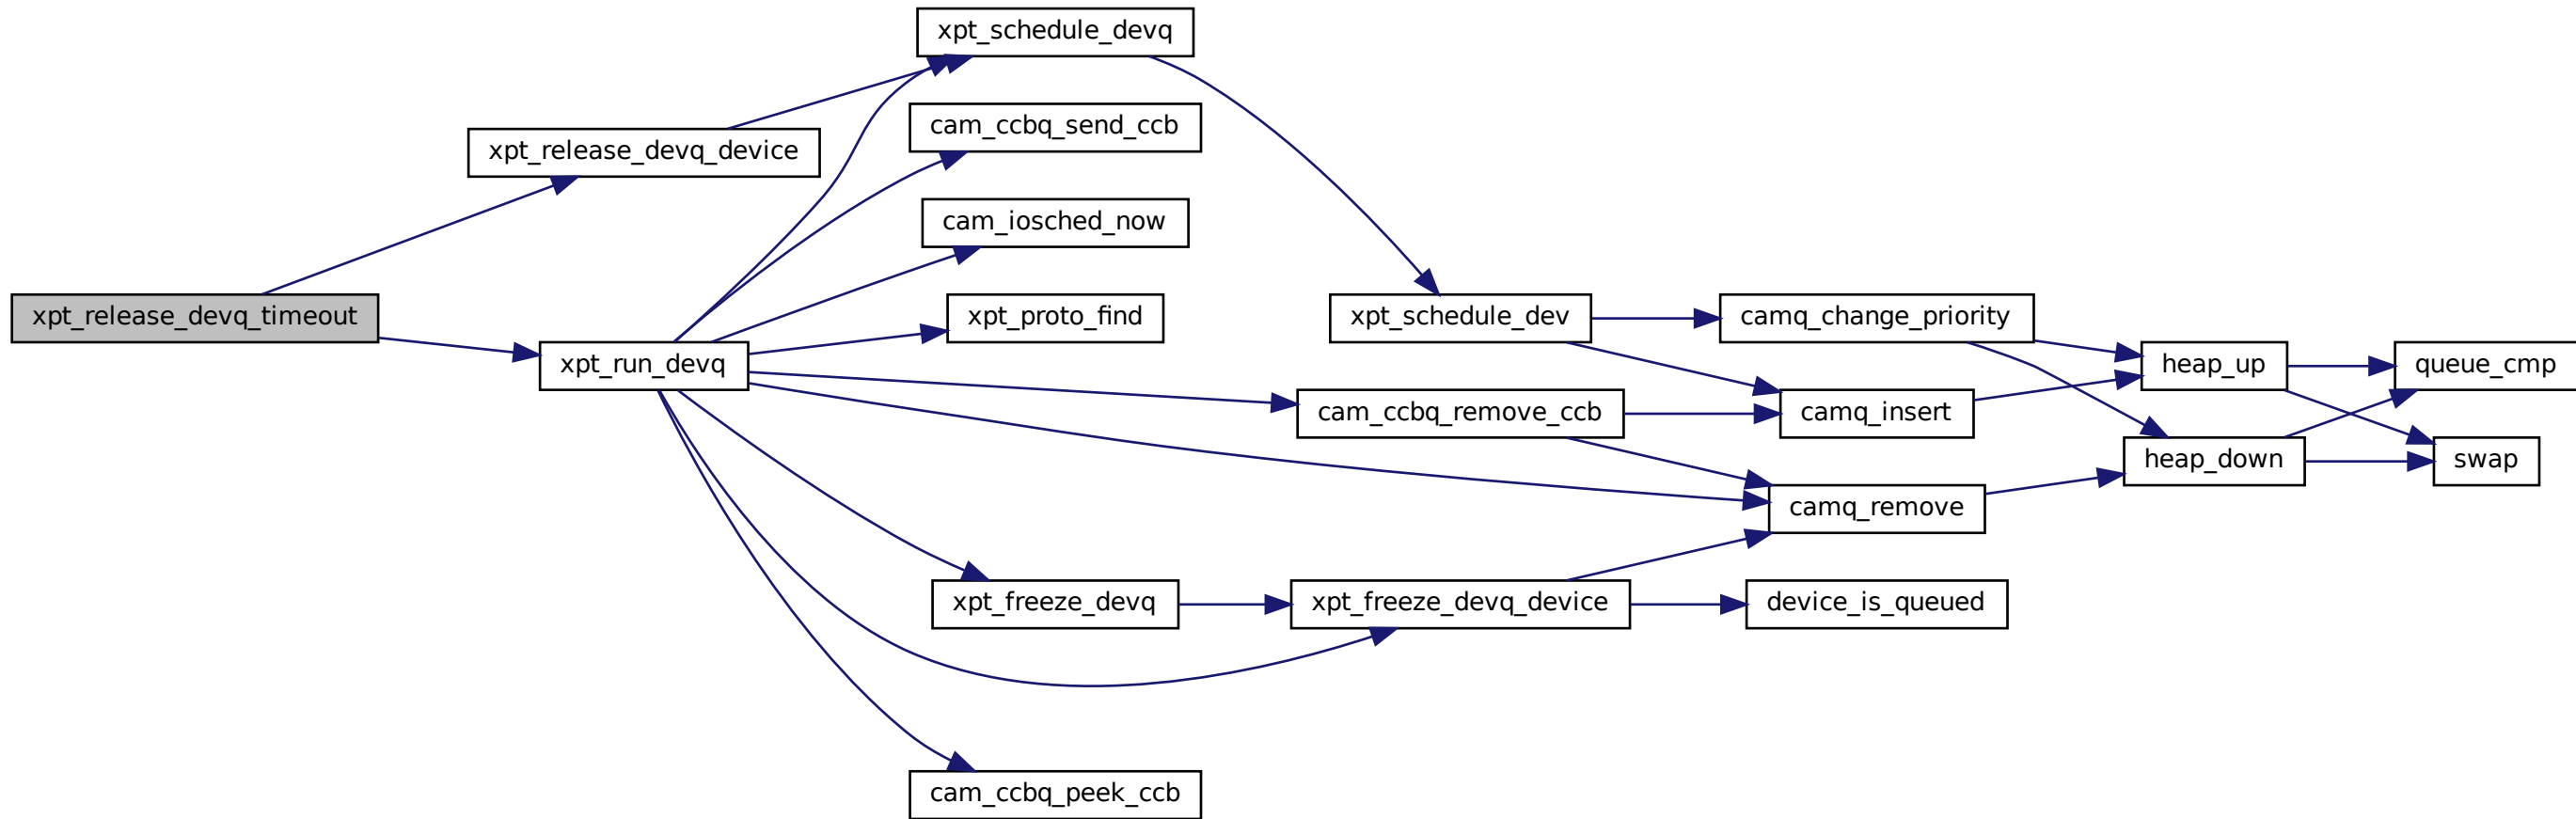 xpt_schedule_devq
cam_ccbq_send_ccb
xpt_release_devq_device
cam_iosched_now
xpt_release_devq_timeout
xpt_proto_find
xpt_schedule_dev
camq_change_priority
xpt_run_devq
heap_up
queue_cmp
cam_ccbq_remove_ccb
camq_insert
heap_down
swap
camq_remove
xpt_freeze_devq
xpt_freeze_devq_device
device_is_queued
cam_ccbq_peek_ccb